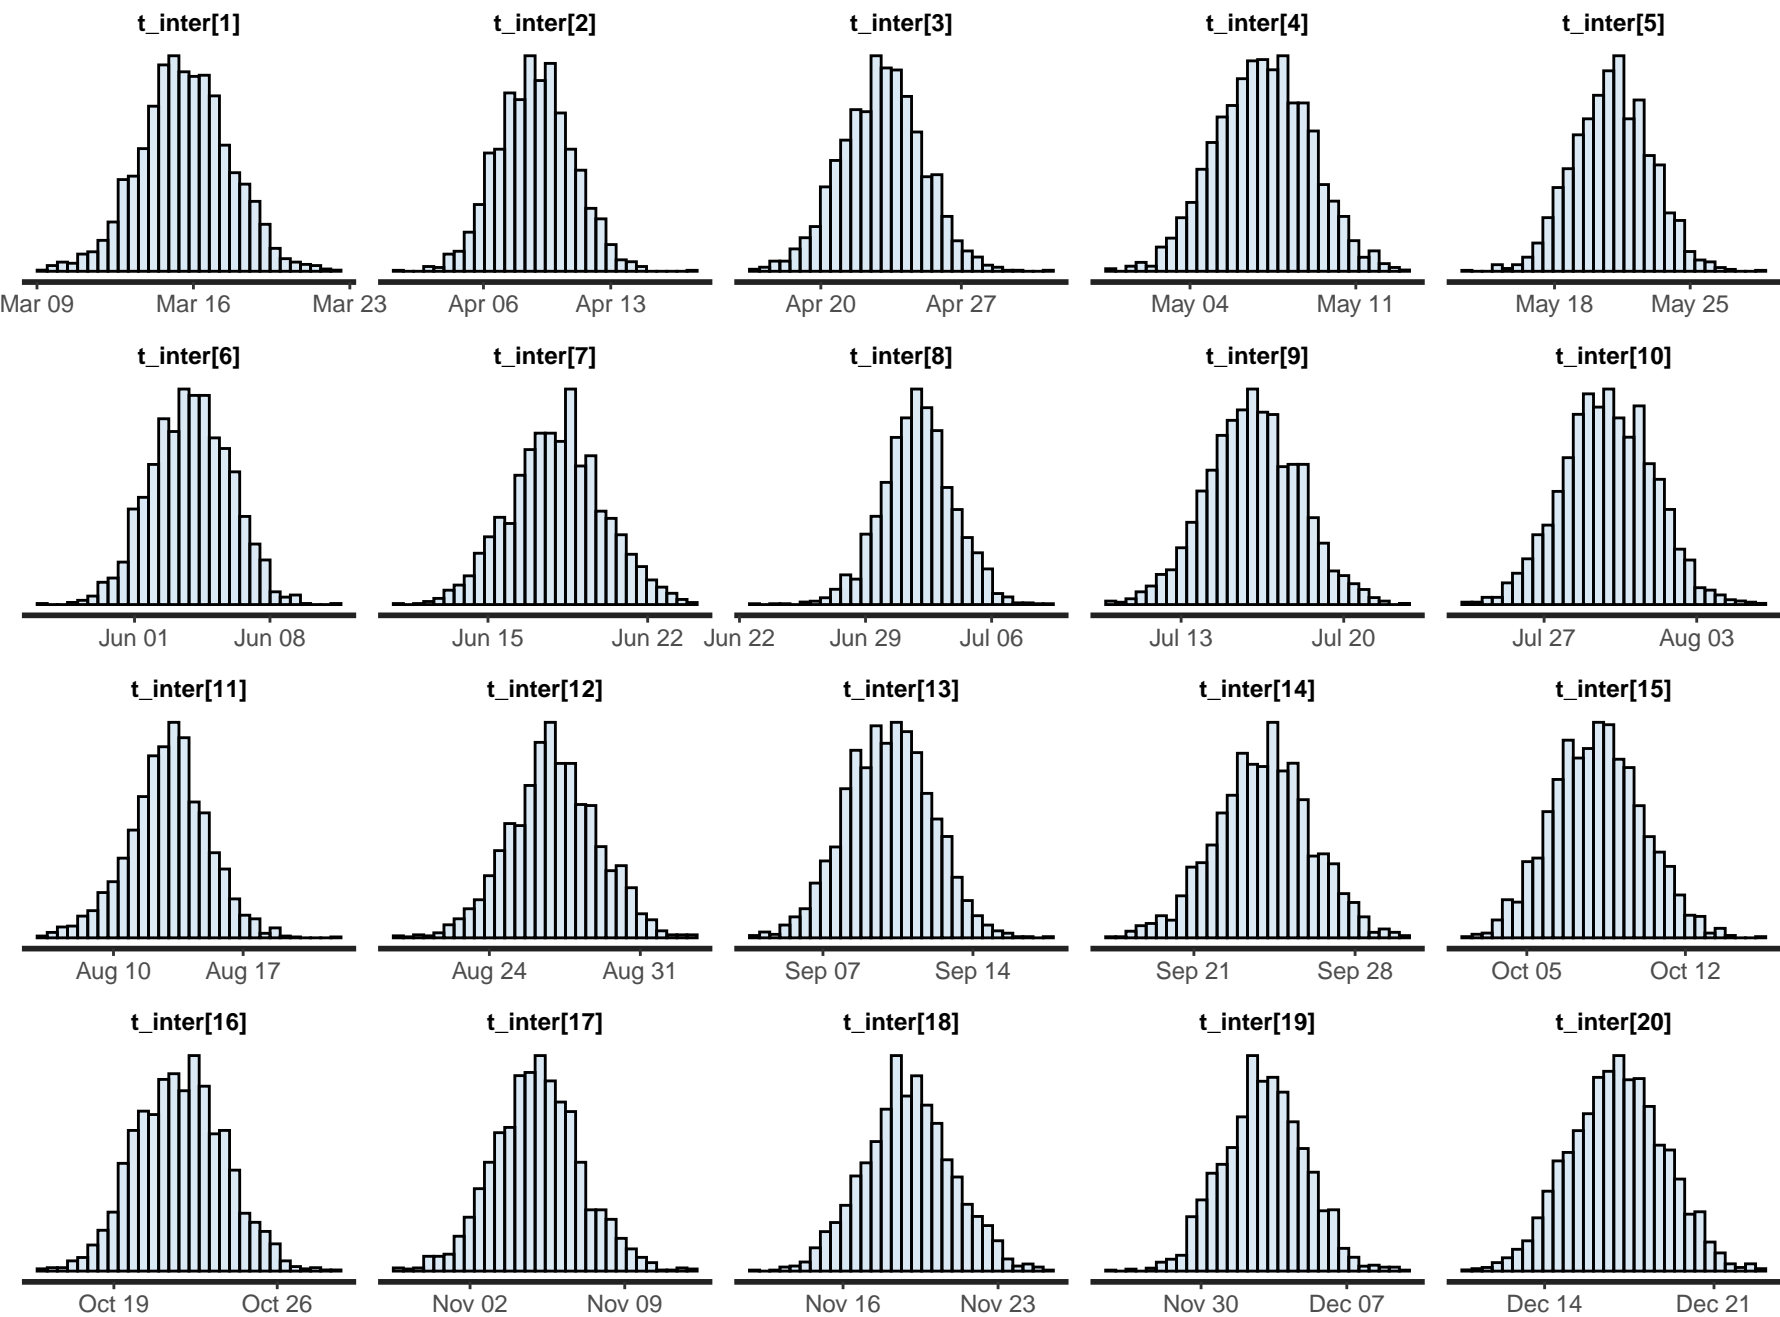 t_inter[1] t_inter[2] t_inter[3] t_inter[4] t_inter[5]
Mar 09 Mar 16 Mar 23 Apr 06 Apr 13 Apr 20 Apr 27 May 04 May 11 May 18 May 25
t_inter[6] t_inter[7] t_inter[8] t_inter[9] t_inter[10]
Jun 01 Jun 08 Jun 15 Jun 22 Jun 22 Jun 29 Jul 06 Jul 13 Jul 20 Jul 27 Aug 03
t_inter[11] t_inter[12] t_inter[13] t_inter[14] t_inter[15]
Aug 10 Aug 17 Aug 24 Aug 31 Sep 07 Sep 14 Sep 21 Sep 28 Oct 05 Oct 12
t_inter[16] t_inter[17] t_inter[18] t_inter[19] t_inter[20]
Oct 19 Oct 26 Nov 02 Nov 09 Nov 16 Nov 23 Nov 30 Dec 07 Dec 14 Dec 21